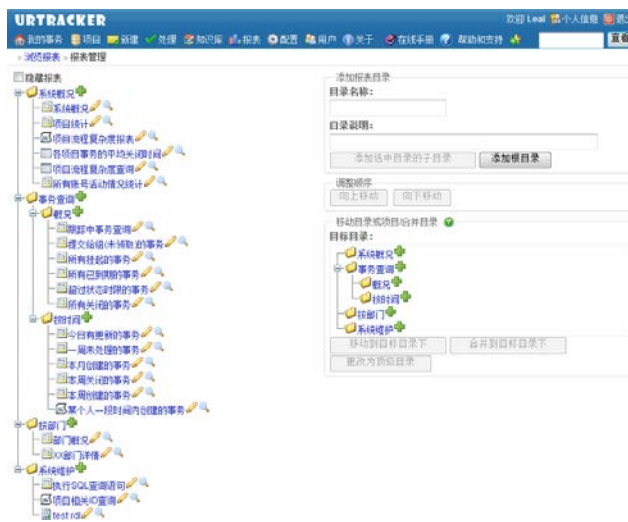 URTRACKER
欢迎 Leal 个人信息 退出
我的事务 项目 新建 处理 知识库 报表 配置 用户 关于 在线手册 帮助和支持 查看
> 浏览报表 > 报表管理
隐藏报表
系统概况
系统概况
项目统计
项目流程复杂度报表
各项目事务的平均关闭时间
项目流程复杂度查询
所有账号活动情况统计
事务查询
概况
跟踪中事务查询
提交给组(未领取)的事务
所有挂起的事务
所有已到期的事务
超过状态时限的事务
所有关闭的事务
按时间
今日有更新的事务
一周未处理的事务
本月创建的事务
本周关闭的事务
本周创建的事务
某个人一段时间内创建的事务
按部门
部门概况
XX部门详情
系统维护
执行SQL查询语句
项目相关ID查询
test rdl
添加报表目录
目录名称:
目录说明:
添加选中目录的子目录 添加根目录
调整顺序
向上移动 向下移动
移动目录或项目/合并目录
目标目录:
系统概况
事务查询
概况
按时间
按部门
系统维护
移动到目标目录下 合并到目标目录下
更改为顶级目录